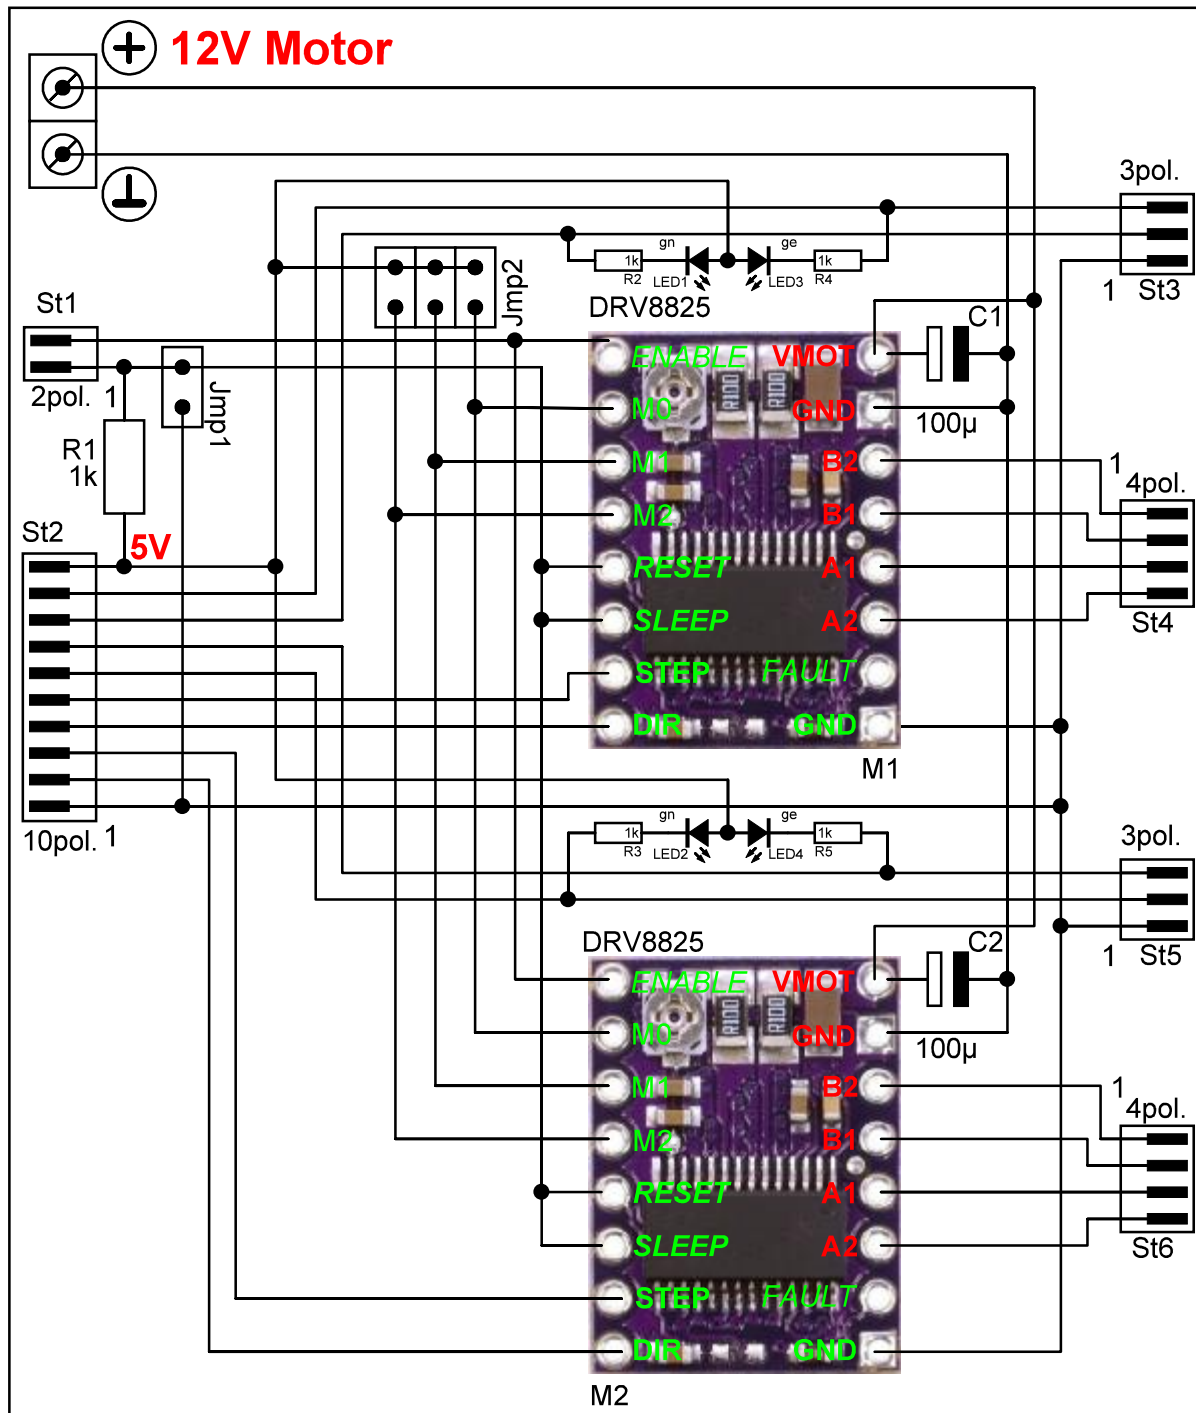 12V Motor
3pol.
gn
ge
1k
1k
R2
LED1
LED3
R4
1
St3
Jmp2
DRV8825
St1
2pol.
1
Jmp1
R1
1k
C1
100µ
ENABLE
VMOT
M0
GND
M1
B2
M2
B1
RESET
A1
SLEEP
A2
STEP
FAULT
DIR
GND
R100
R100
1
4pol.
St4
St2
5V
10pol.
1
M1
gn
ge
1k
1k
R3
LED2
LED4
R5
3pol.
1
St5
DRV8825
C2
100µ
ENABLE
VMOT
M0
GND
M1
B2
M2
B1
RESET
A1
SLEEP
A2
STEP
FAULT
DIR
GND
R100
R100
1
4pol.
St6
M2